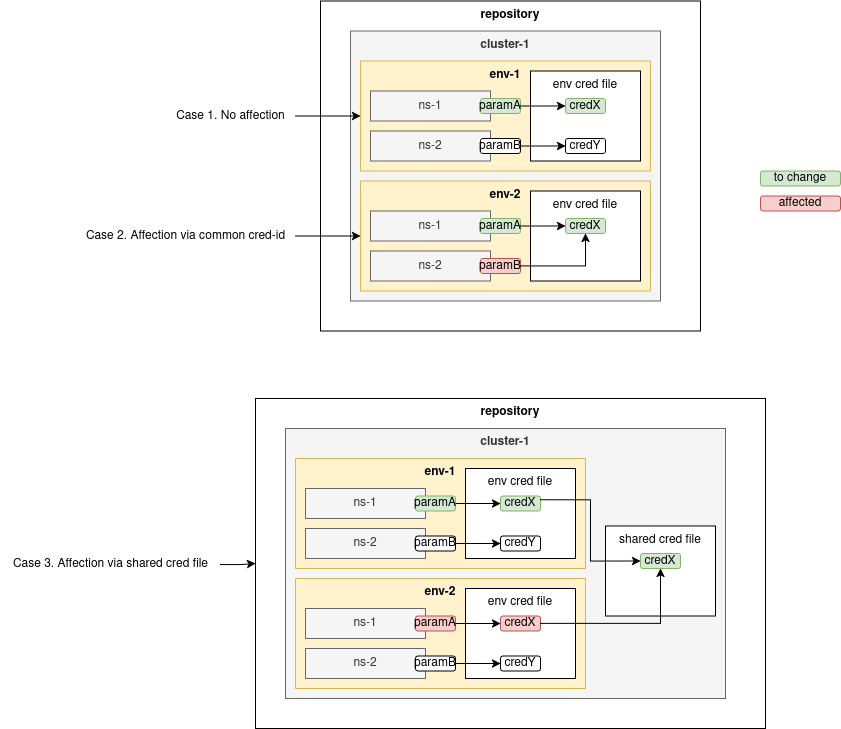 repository
cluster-1
env-1
env cred file
ns-1
paramA
credX
Case 1. No affection
ns-2
paramB
credY
to change
env-2
affected
env cred file
ns-1
paramA
credX
Case 2. Affection via common cred-id
ns-2
paramB
repository
cluster-1
env-1
env cred file
ns-1
paramA
credX
ns-2
paramB
credY
shared cred file
credX
Case 3. Affection via shared cred file
env-2
env cred file
ns-1
paramA
credX
ns-2
paramB
credY